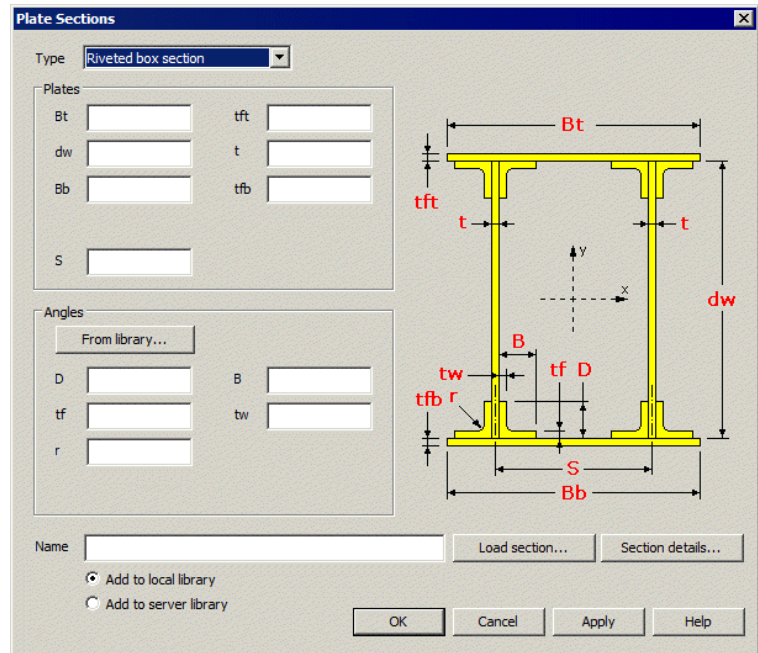 Plate Sections
Type Riveted box section
Plates
Bt tft
dw t
Bb tfb
S
Angles
From library...
D B
tf tw
r
Bt
tft
t t
y
x
dw
B
tw tf D
tfb r
S
Bb
Name Load section... Section details...
Add to local library
Add to server library
OK Cancel Apply Help